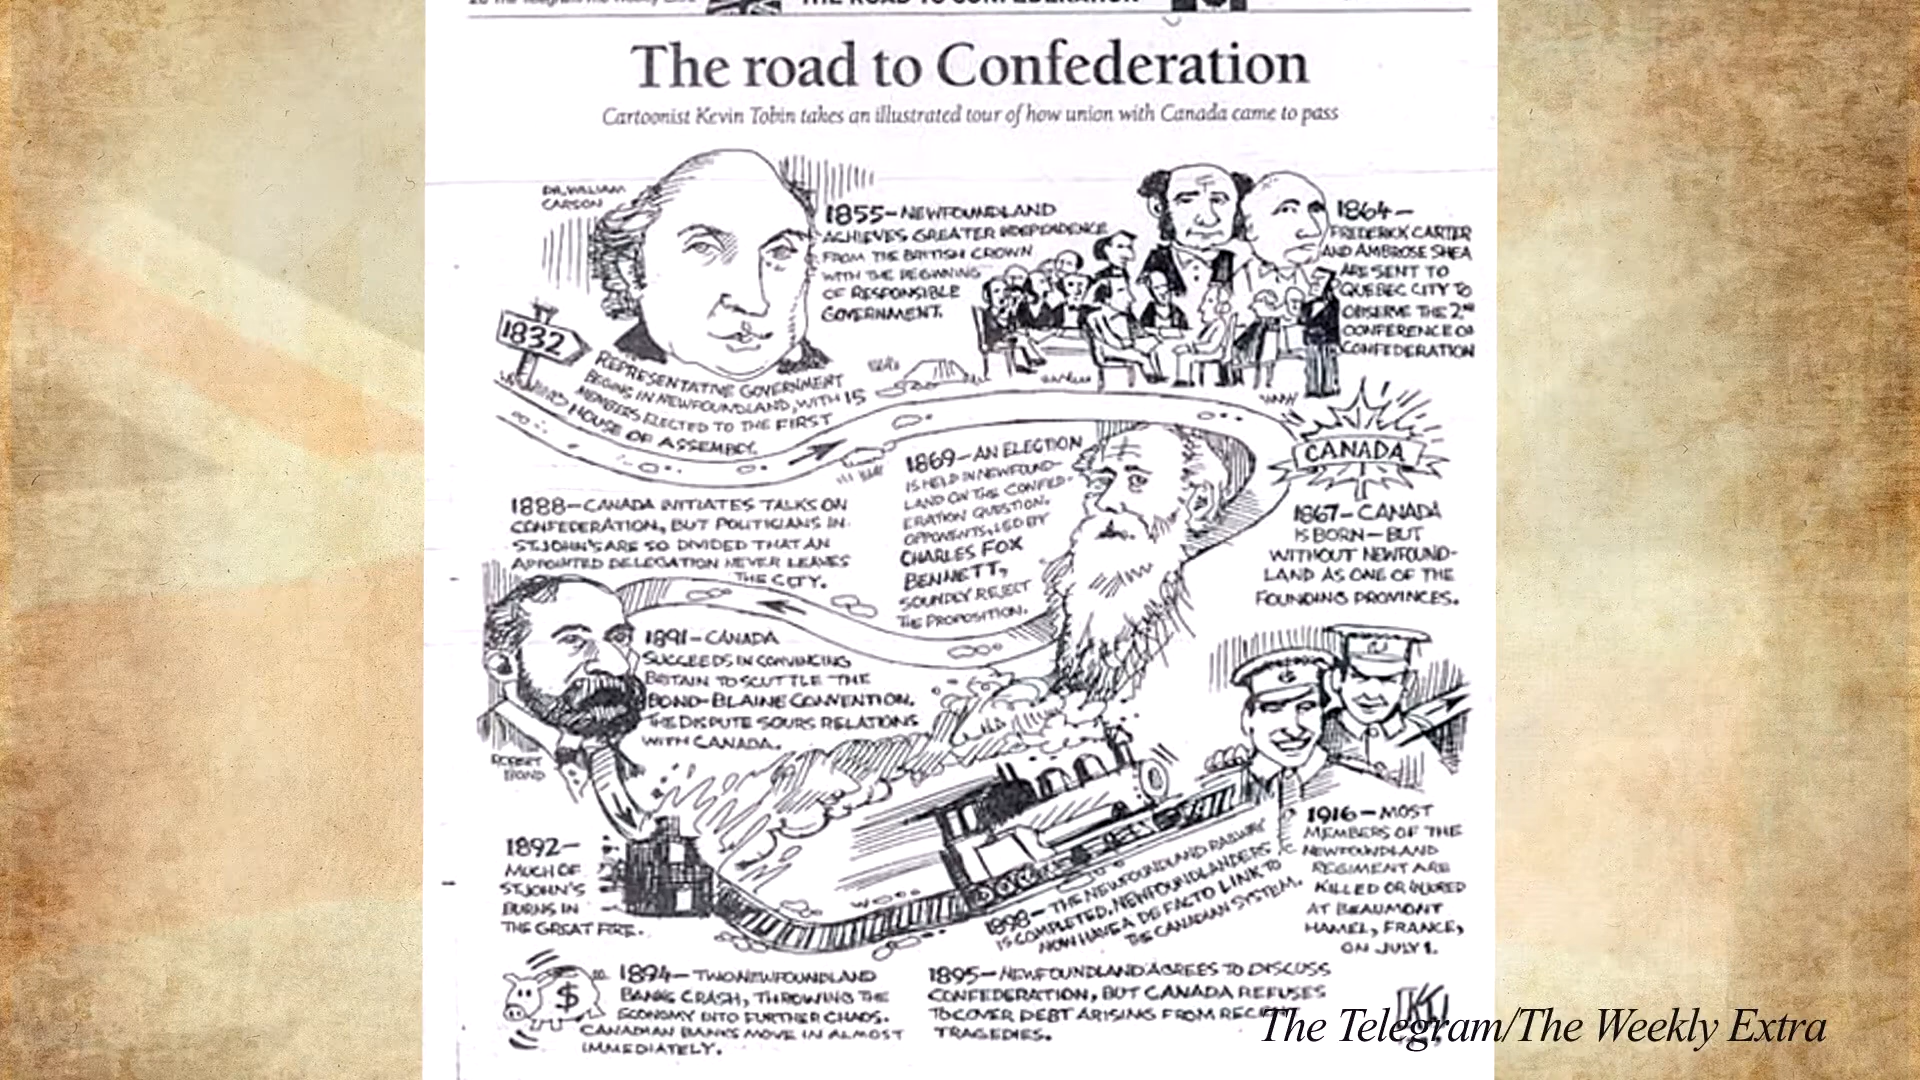 THE ROAD TO CONFEDERATION
The road to Confederation
Cartoonist Kevin Tobin takes an illustrated tour of how union with Canada came to pass
DR. WILLIAM
CARSON
1832
REPRESENTATIVE GOVERNMENT
BEGINS IN NEWFOUNDLAND, WITH 15
MEMBERS ELECTED TO THE FIRST
HOUSE OF ASSEMBLY.
1855—NEWFOUNDLAND
ACHIEVES GREATER INDEPENDENCE
FROM THE BRITISH CROWN
WITH THE BEGINNING
OF RESPONSIBLE
GOVERNMENT.
1864—
FREDERICK CARTER
AND AMBROSE SHEA
ARE SENT TO
QUEBEC CITY TO
OBSERVE THE 2ND
CONFERENCE ON
CONFEDERATION
CANADA
1867—CANADA
IS BORN—BUT
WITHOUT NEWFOUND-
LAND AS ONE OF THE
FOUNDING PROVINCES.
1869—AN ELECTION
IS HELD IN NEWFOUND-
LAND ON THE CONFED-
ERATION QUESTION.
OPPONENTS, LED BY
CHARLES FOX
BENNETT,
SOUNDLY REJECT
THE PROPOSITION.
1888—CANADA INITIATES TALKS ON
CONFEDERATION, BUT POLITICIANS IN
ST. JOHN'S ARE SO DIVIDED THAT AN
APPOINTED DELEGATION NEVER LEAVES
THE CITY.
1891—CANADA
SUCCEEDS IN CONVINCING
BRITAIN TO SCUTTLE THE
BOND-BLAINE CONVENTION.
THE DISPUTE SOURS RELATIONS
WITH CANADA.
ROBERT
BOND
1892—
MUCH OF
ST. JOHN'S
BURNS IN
THE GREAT FIRE.
1898—THE NEWFOUNDLAND RAILWAY
IS COMPLETED. NEWFOUNDLANDERS
NOW HAVE A DE FACTO LINK TO
THE CANADIAN SYSTEM.
1916—MOST
MEMBERS OF THE
NEWFOUNDLAND
REGIMENT ARE
KILLED OR INJURED
AT BEAUMONT
HAMEL, FRANCE,
ON JULY 1.
$
1894—TWO NEWFOUNDLAND
BANKS CRASH, THROWING THE
ECONOMY INTO FURTHER CHAOS.
CANADIAN BANKS MOVE IN ALMOST
IMMEDIATELY.
1895—NEWFOUNDLAND AGREES TO DISCUSS
CONFEDERATION, BUT CANADA REFUSES
TO COVER DEBT ARISING FROM RECENT
TRAGEDIES.
The Telegram/The Weekly Extra